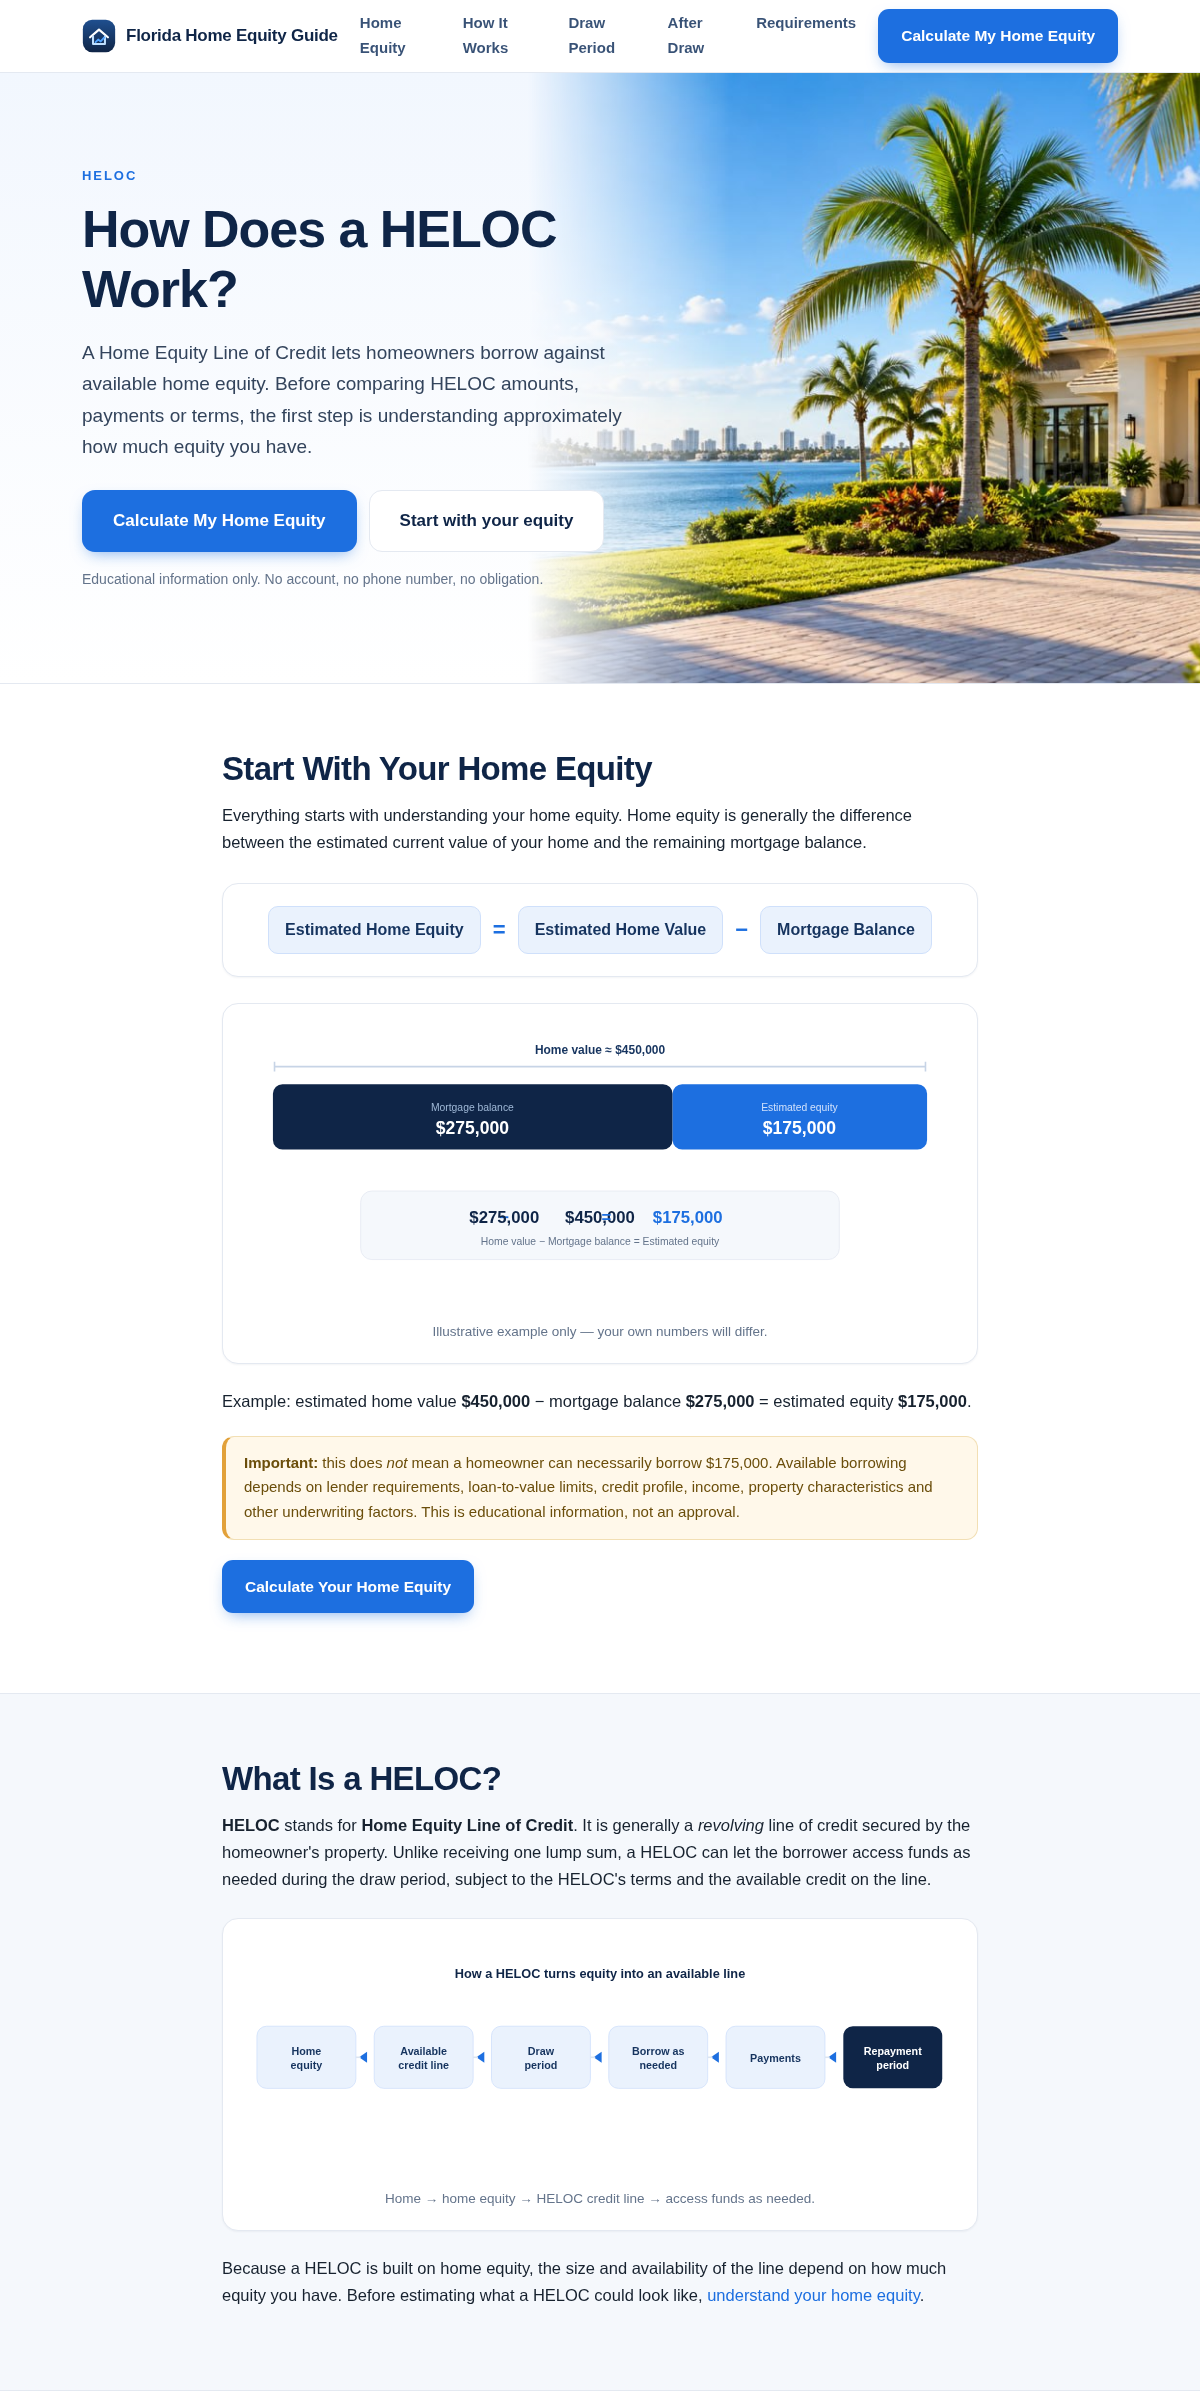 Florida Home Equity Guide
Home Equity
How It Works
Draw Period
After Draw
Requirements
Calculate My Home Equity
HELOC
How Does a HELOC
Work?
A Home Equity Line of Credit lets homeowners borrow against
available home equity. Before comparing HELOC amounts,
payments or terms, the first step is understanding approximately
how much equity you have.
Calculate My Home Equity
Start with your equity
Educational information only. No account, no phone number, no obligation.
Start With Your Home Equity
Everything starts with understanding your home equity. Home equity is generally the difference
between the estimated current value of your home and the remaining mortgage balance.
Estimated Home Equity = Estimated Home Value − Mortgage Balance
Home value ≈ $450,000
Mortgage balance
$275,000
Estimated equity
$175,000
$275,000 $450,000 = $175,000
Home value − Mortgage balance = Estimated equity
Illustrative example only — your own numbers will differ.
Example: estimated home value $450,000 − mortgage balance $275,000 = estimated equity $175,000.
Important: this does not mean a homeowner can necessarily borrow $175,000. Available borrowing
depends on lender requirements, loan-to-value limits, credit profile, income, property characteristics and
other underwriting factors. This is educational information, not an approval.
Calculate Your Home Equity
What Is a HELOC?
HELOC stands for Home Equity Line of Credit. It is generally a revolving line of credit secured by the
homeowner's property. Unlike receiving one lump sum, a HELOC can let the borrower access funds as
needed during the draw period, subject to the HELOC's terms and the available credit on the line.
How a HELOC turns equity into an available line
Home
equity
Available
credit line
Draw
period
Borrow as
needed
Payments
Repayment
period
Home → home equity → HELOC credit line → access funds as needed.
Because a HELOC is built on home equity, the size and availability of the line depend on how much
equity you have. Before estimating what a HELOC could look like, understand your home equity.